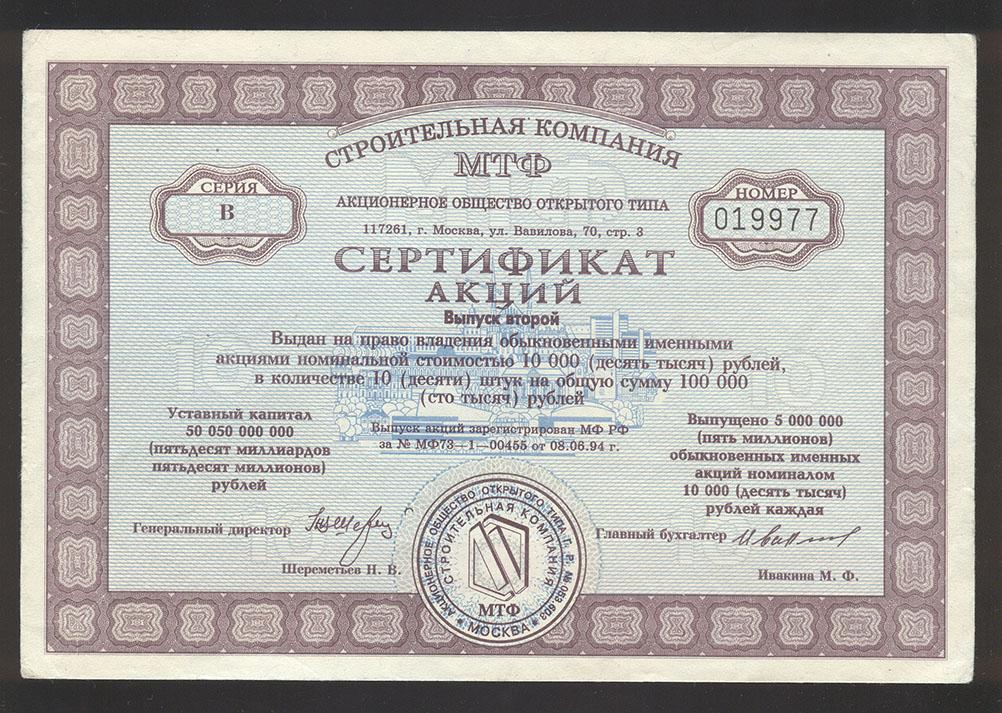 СТРОИТЕЛЬНАЯ КОМПАНИЯ
МТФ
АКЦИОНЕРНОЕ ОБЩЕСТВО ОТКРЫТОГО ТИПА
117261, г. Москва, ул. Вавилова, 70, стр. 3
СЕРИЯ
В
НОМЕР
019977
СЕРТИФИКАТ
АКЦИЙ
Выпуск второй
Выдан на право владения обыкновенными именными
акциями номинальной стоимостью 10 000 (десять тысяч) рублей,
в количестве 10 (десяти) штук на общую сумму 100 000
(сто тысяч) рублей
Выпуск акций зарегистрирован МФ РФ
за № МФ73—1—00455 от 08.06.94 г.
Уставный капитал
50 050 000 000
(пятьдесят миллиардов
пятьдесят миллионов)
рублей
Выпущено 5 000 000
(пять миллионов)
обыкновенных именных
акций номиналом
10 000 (десять тысяч)
рублей каждая
Генеральный директор
Шереметьев Н. В.
Главный бухгалтер
Ивакина М. Ф.
АКЦИОНЕРНОЕ ОБЩЕСТВО ОТКРЫТОГО ТИПА Г. Р. № 053.603
СТРОИТЕЛЬНАЯ КОМПАНИЯ
МТФ
* МОСКВА *